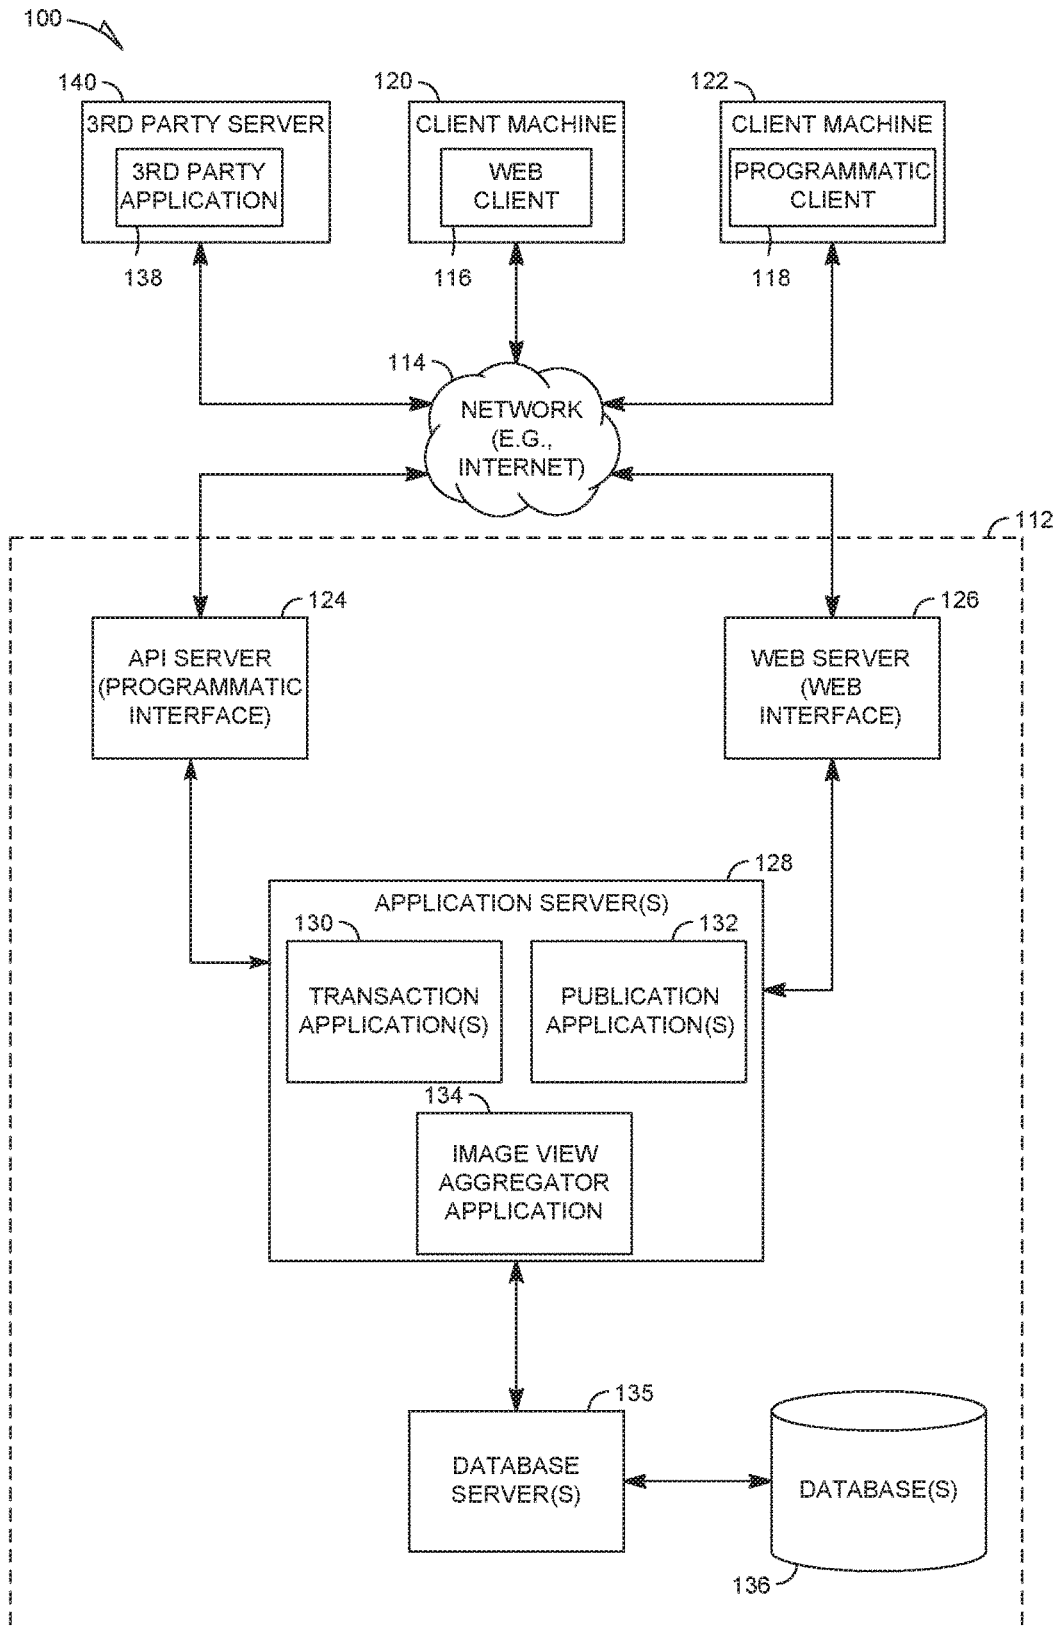 100
140
120
122
3RD PARTY SERVER
3RD PARTY
APPLICATION
138
CLIENT MACHINE
WEB
CLIENT
116
CLIENT MACHINE
PROGRAMMATIC
CLIENT
118
114
NETWORK
(E.G.,
INTERNET)
112
124
API SERVER
(PROGRAMMATIC
INTERFACE)
126
WEB SERVER
(WEB
INTERFACE)
128
APPLICATION SERVER(S)
130
TRANSACTION
APPLICATION(S)
132
PUBLICATION
APPLICATION(S)
134
IMAGE VIEW
AGGREGATOR
APPLICATION
135
DATABASE
SERVER(S)
DATABASE(S)
136